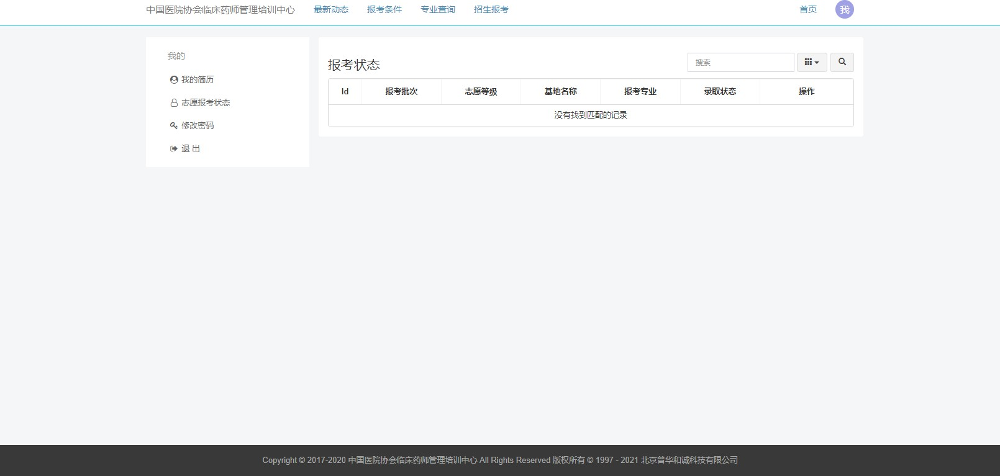 中国医院协会临床药师管理培训中心 最新动态 报考条件 专业查询 招生报考 首页 我
我的
我的简历
志愿报考状态
修改密码
退 出
报考状态 搜索
Id 报考批次 志愿等级 基地名称 报考专业 录取状态 操作
没有找到匹配的记录
Copyright © 2017-2020 中国医院协会临床药师管理培训中心 All Rights Reserved 版权所有 © 1997 - 2021 北京普华和诚科技有限公司